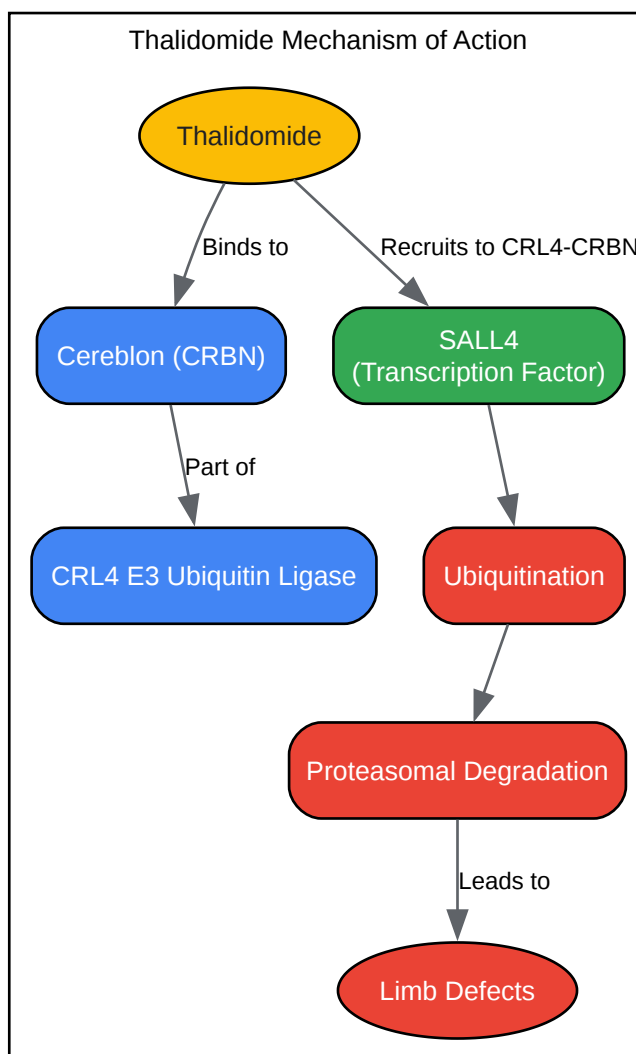 Thalidomide Mechanism of Action
Thalidomide
Binds to
Recruits to CRL4-CRBN
Cereblon (CRBN)
SALL4
(Transcription Factor)
Part of
CRL4 E3 Ubiquitin Ligase
Ubiquitination
Proteasomal Degradation
Leads to
Limb Defects